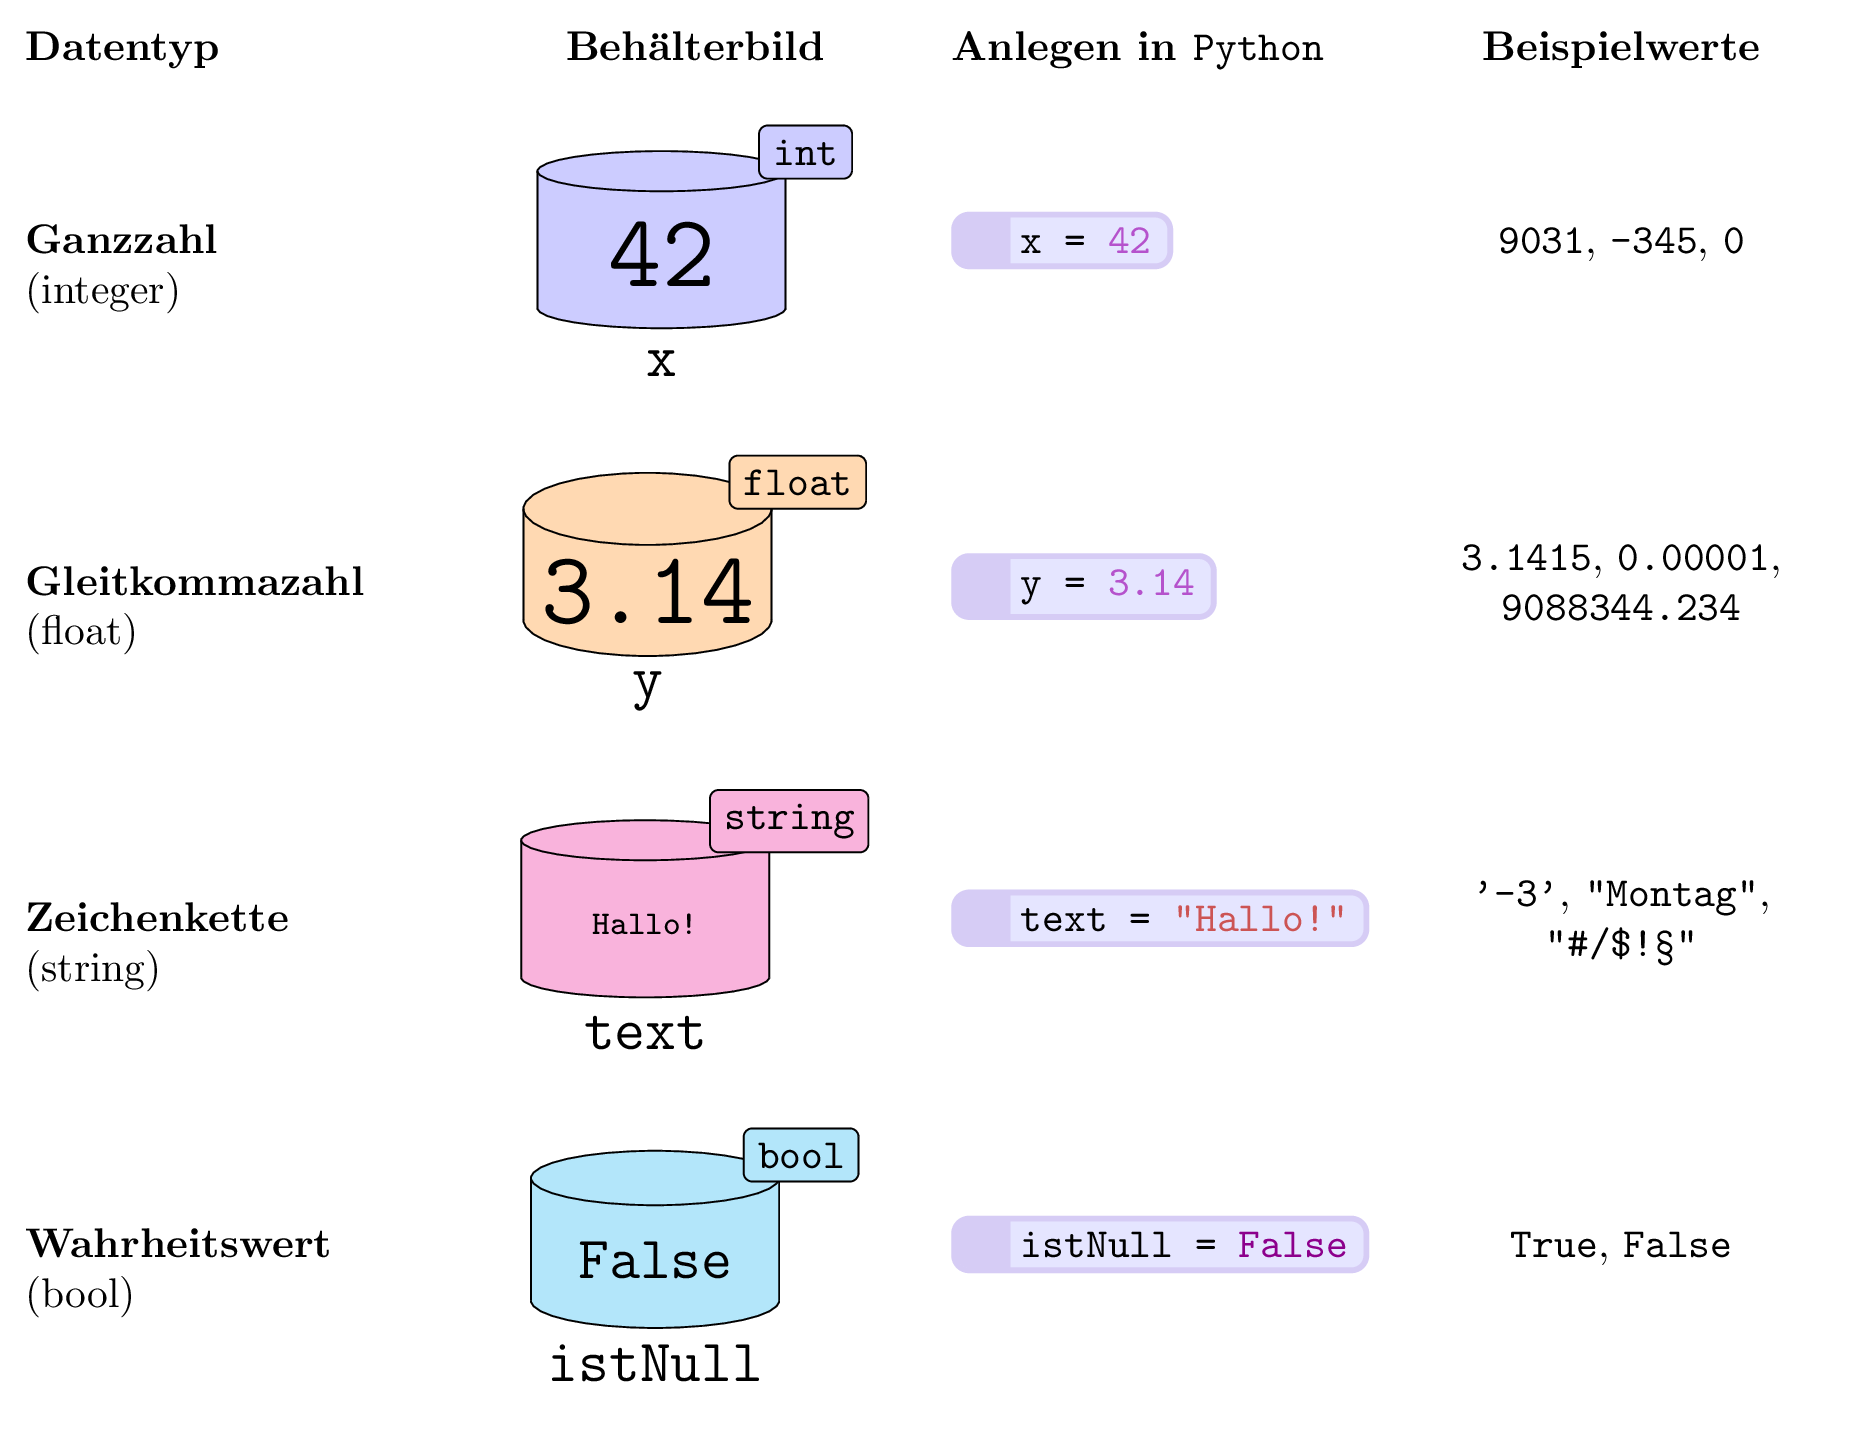 Datentyp
Behälterbild
Anlegen in Python
Beispielwerte
Ganzzahl
(integer)
int
42
x
x = 42
9031, -345, 0
Gleitkommazahl
(float)
float
3.14
y
y = 3.14
3.1415, 0.00001,
9088344.234
Zeichenkette
(string)
string
Hallo!
text
text = "Hallo!"
'-3', "Montag",
"#/$!§"
Wahrheitswert
(bool)
bool
False
istNull
istNull = False
True, False